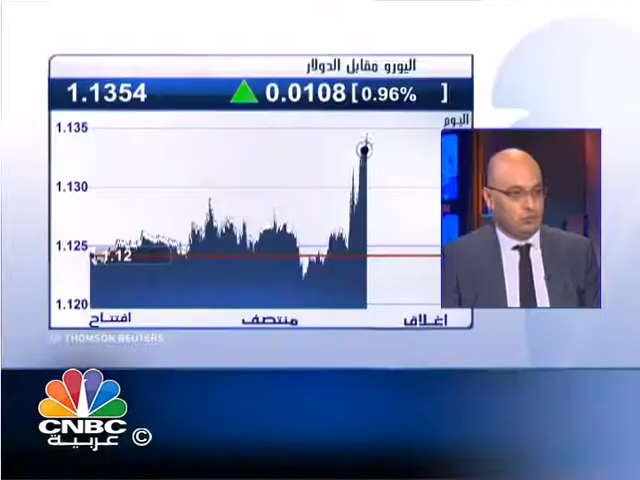 اليورو مقابل الدولار
1.1354 0.0108 [0.96% ]
اليوم
1.135
1.130
1.125
1.12
1.120
افتتاح منتصف اغلاق
THOMSON REUTERS
CNBC
عربية ©